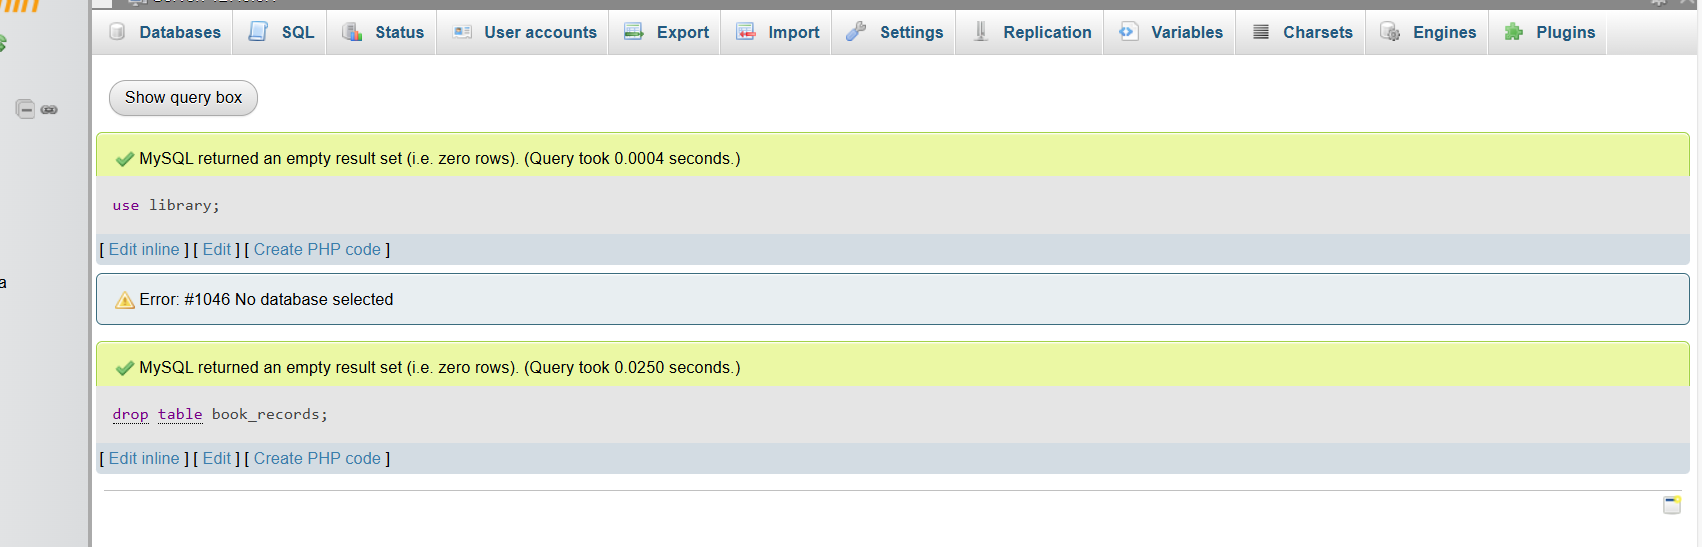 Databases SQL Status User accounts Export Import Settings Replication Variables Charsets Engines Plugins
Show query box
MySQL returned an empty result set (i.e. zero rows). (Query took 0.0004 seconds.)
use library;
[ Edit inline ] [ Edit ] [ Create PHP code ]
a
Error: #1046 No database selected
MySQL returned an empty result set (i.e. zero rows). (Query took 0.0250 seconds.)
drop table book_records;
[ Edit inline ] [ Edit ] [ Create PHP code ]